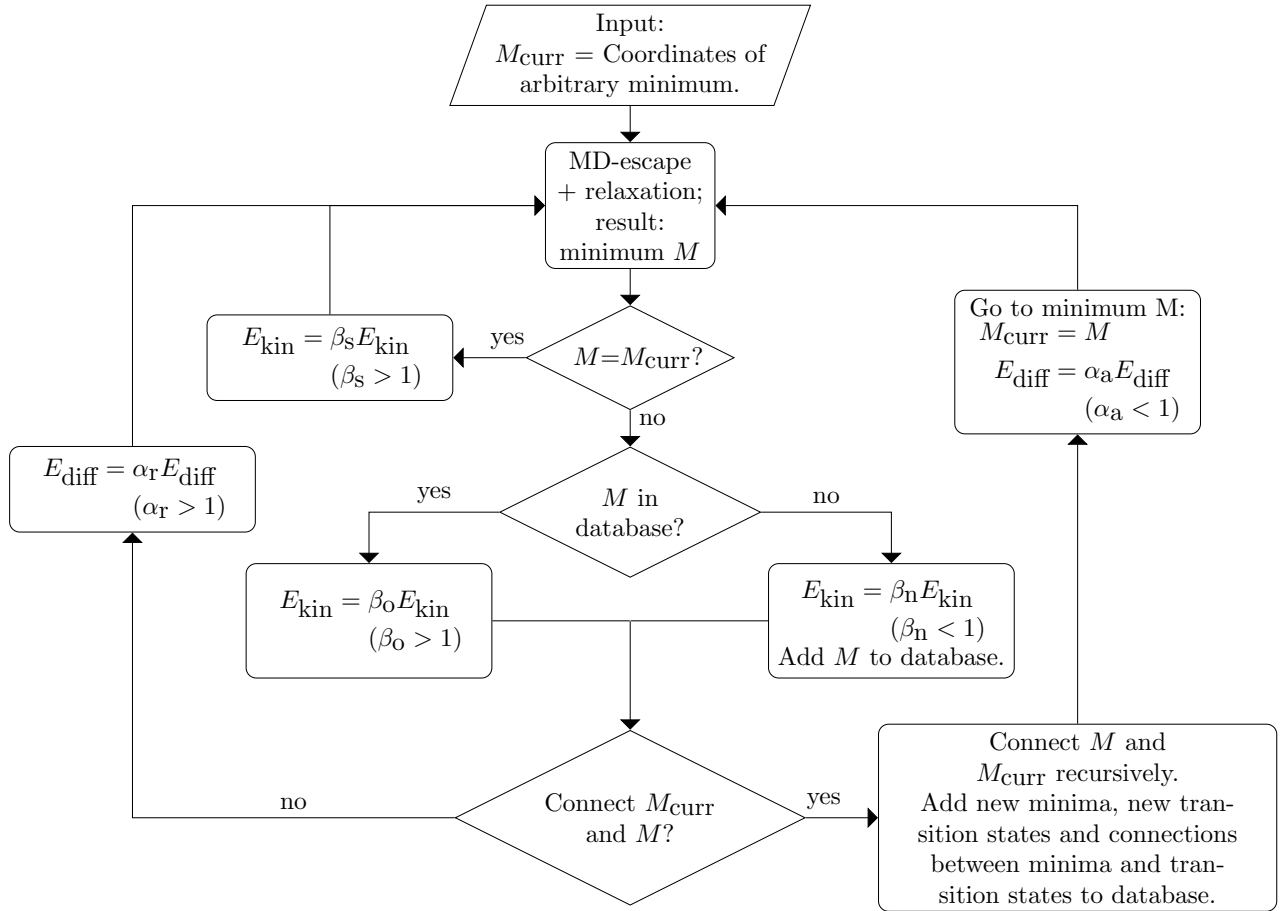 Input:
M_curr = Coordinates of
arbitrary minimum.
MD-escape
+ relaxation;
result:
minimum M
E_kin = β_s E_kin
(β_s > 1)
yes
M=M_curr?
no
Go to minimum M:
M_curr = M
E_diff = α_a E_diff
(α_a < 1)
E_diff = α_r E_diff
(α_r > 1)
yes
M in
database?
no
E_kin = β_o E_kin
(β_o > 1)
E_kin = β_n E_kin
(β_n < 1)
Add M to database.
no
Connect M_curr
and M?
yes
Connect M and
M_curr recursively.
Add new minima, new tran-
sition states and connections
between minima and tran-
sition states to database.